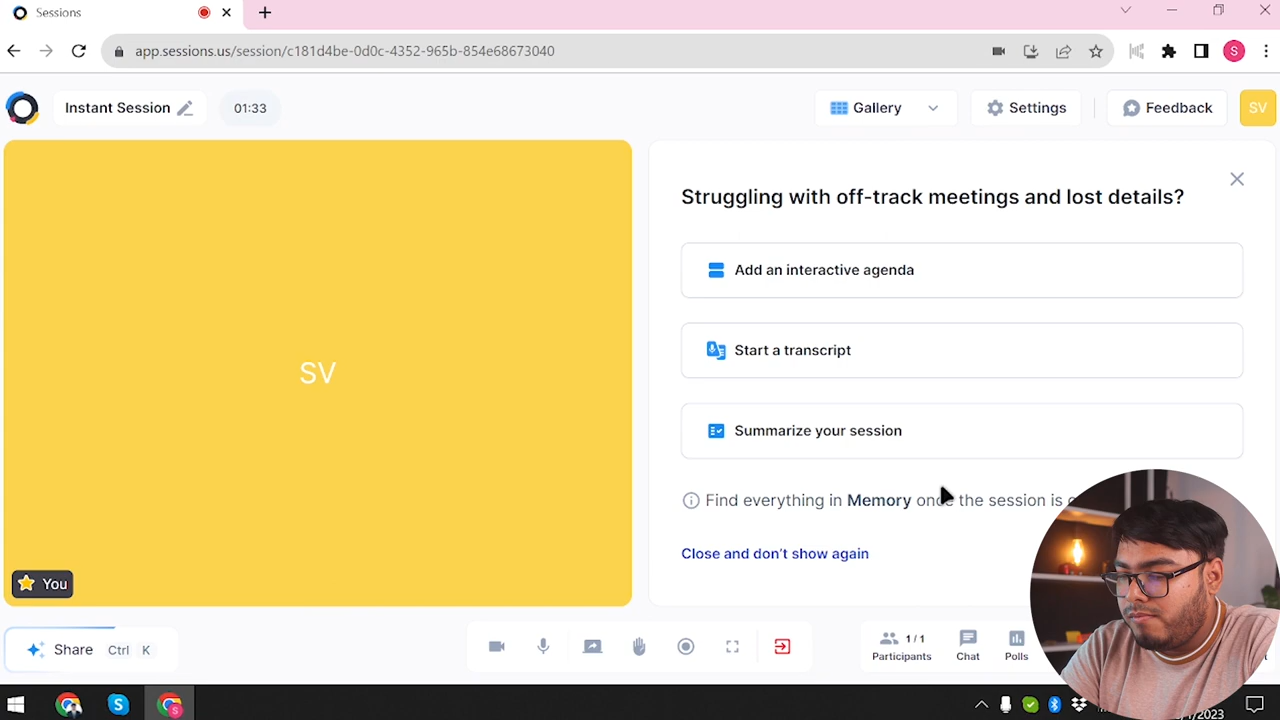 Sessions
app.sessions.us/session/c181d4be-0d0c-4352-965b-854e68673040
S
Instant Session
01:33
Gallery
Settings
Feedback
SV
SV
You
Struggling with off-track meetings and lost details?
Add an interactive agenda
Start a transcript
Summarize your session
Find everything in Memory once the session is
Close and don't show again
Share Ctrl K
1 / 1
Participants
Chat
Polls
/2023